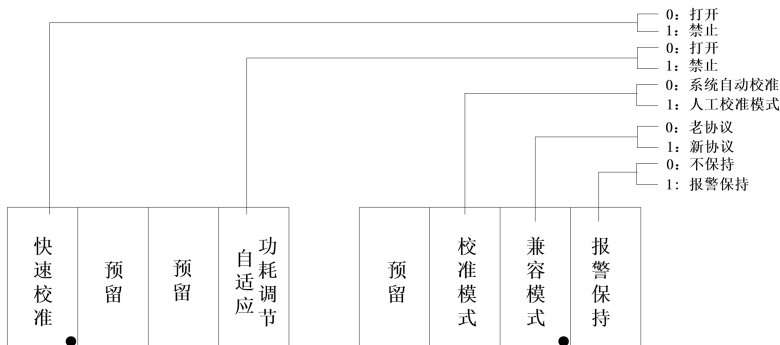 0：打开
1：禁止
0：打开
1：禁止
0：系统自动校准
1：人工校准模式
0：老协议
1：新协议
0：不保持
1：报警保持
快速校准
预留
预留
功耗调节
自适应
预留
校准模式
兼容模式
报警保持